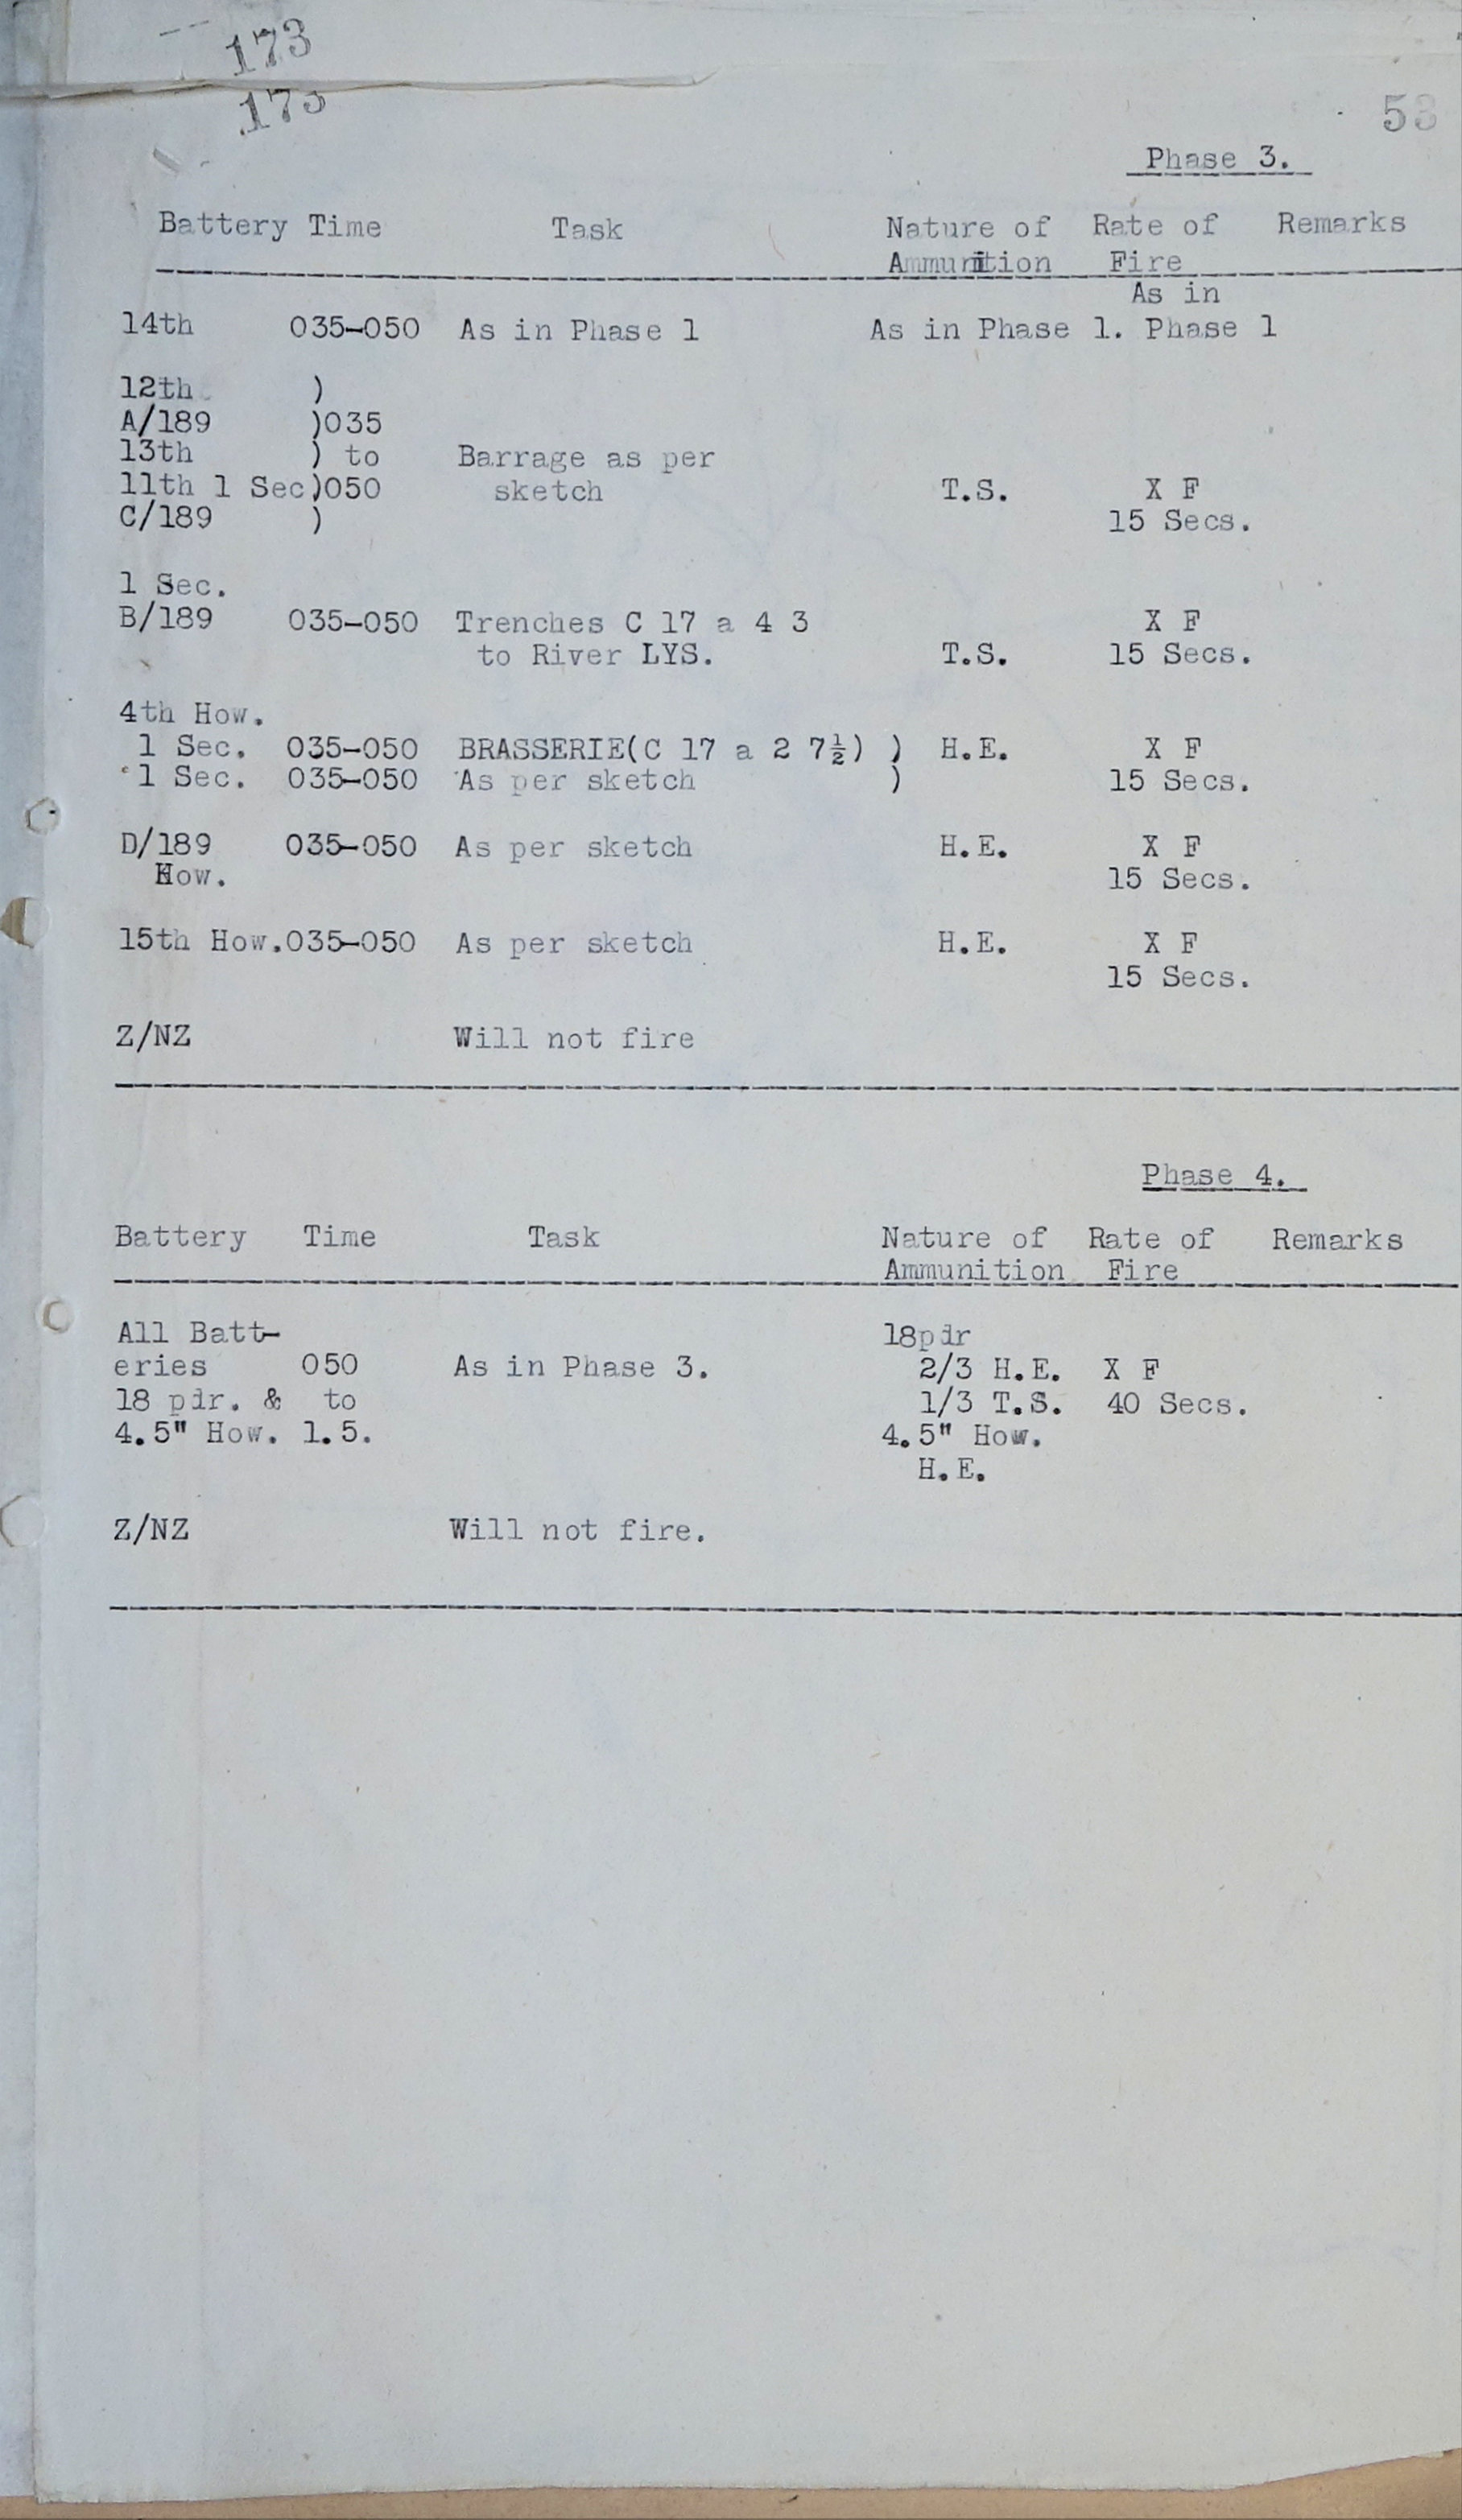 173
173
53
Phase 3.
Battery Time Task Nature of Rate of Remarks
Ammunition Fire
As in
14th 035-050 As in Phase 1 As in Phase 1. Phase 1
12th )
A/189 )035
13th ) to Barrage as per
11th 1 Sec)050 sketch T.S. X F
C/189 ) 15 Secs.
1 Sec.
B/189 035-050 Trenches C 17 a 4 3 X F
to River LYS. T.S. 15 Secs.
4th How.
1 Sec. 035-050 BRASSERIE(C 17 a 2 7½) ) H.E. X F
1 Sec. 035-050 As per sketch ) 15 Secs.
D/189 035-050 As per sketch H.E. X F
How. 15 Secs.
15th How.035-050 As per sketch H.E. X F
15 Secs.
Z/NZ Will not fire
Phase 4.
Battery Time Task Nature of Rate of Remarks
Ammunition Fire
All Batt- 18pdr
eries 050 As in Phase 3. 2/3 H.E. X F
18 pdr. & to 1/3 T.S. 40 Secs.
4.5" How. 1.5. 4.5" How.
H.E.
Z/NZ Will not fire.